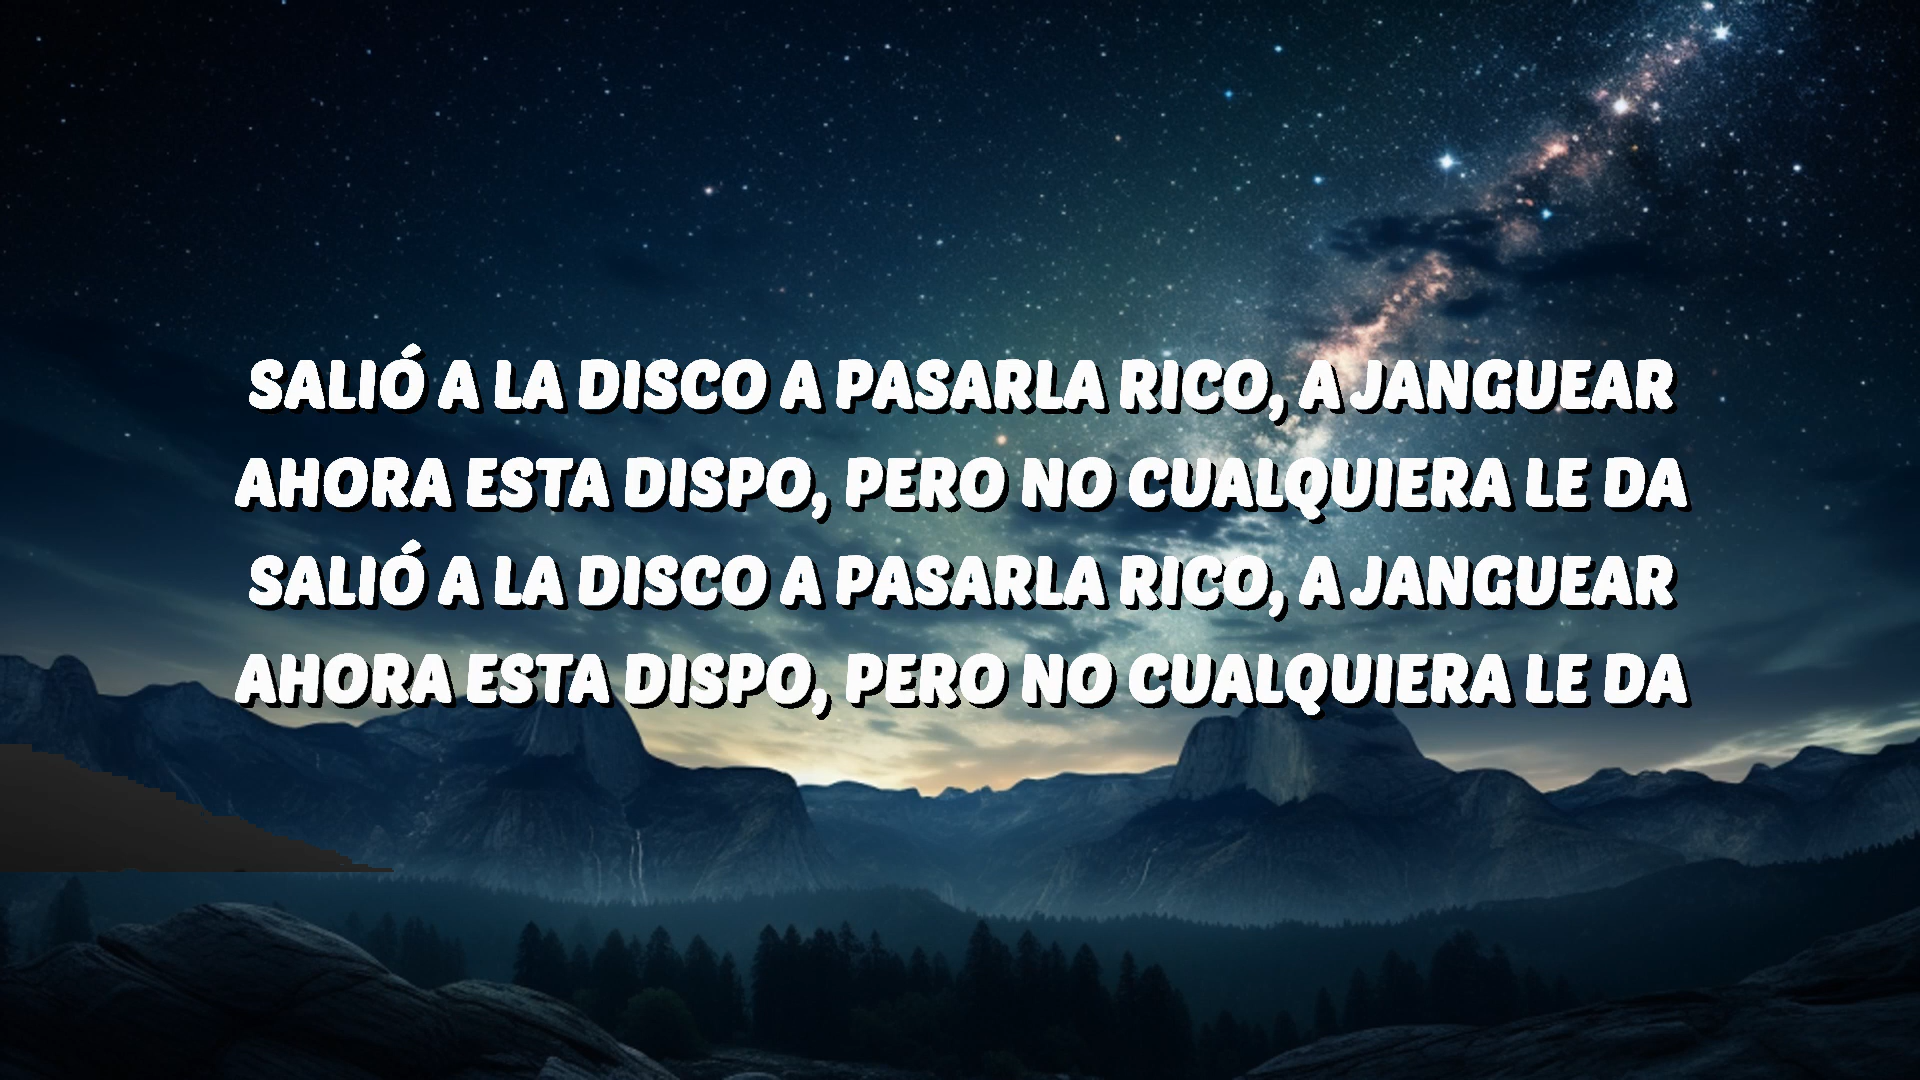 SALIÓ A LA DISCO A PASARLA RICO, A JANGUEAR
AHORA ESTA DISPO, PERO NO CUALQUIERA LE DA
SALIÓ A LA DISCO A PASARLA RICO, A JANGUEAR
AHORA ESTA DISPO, PERO NO CUALQUIERA LE DA